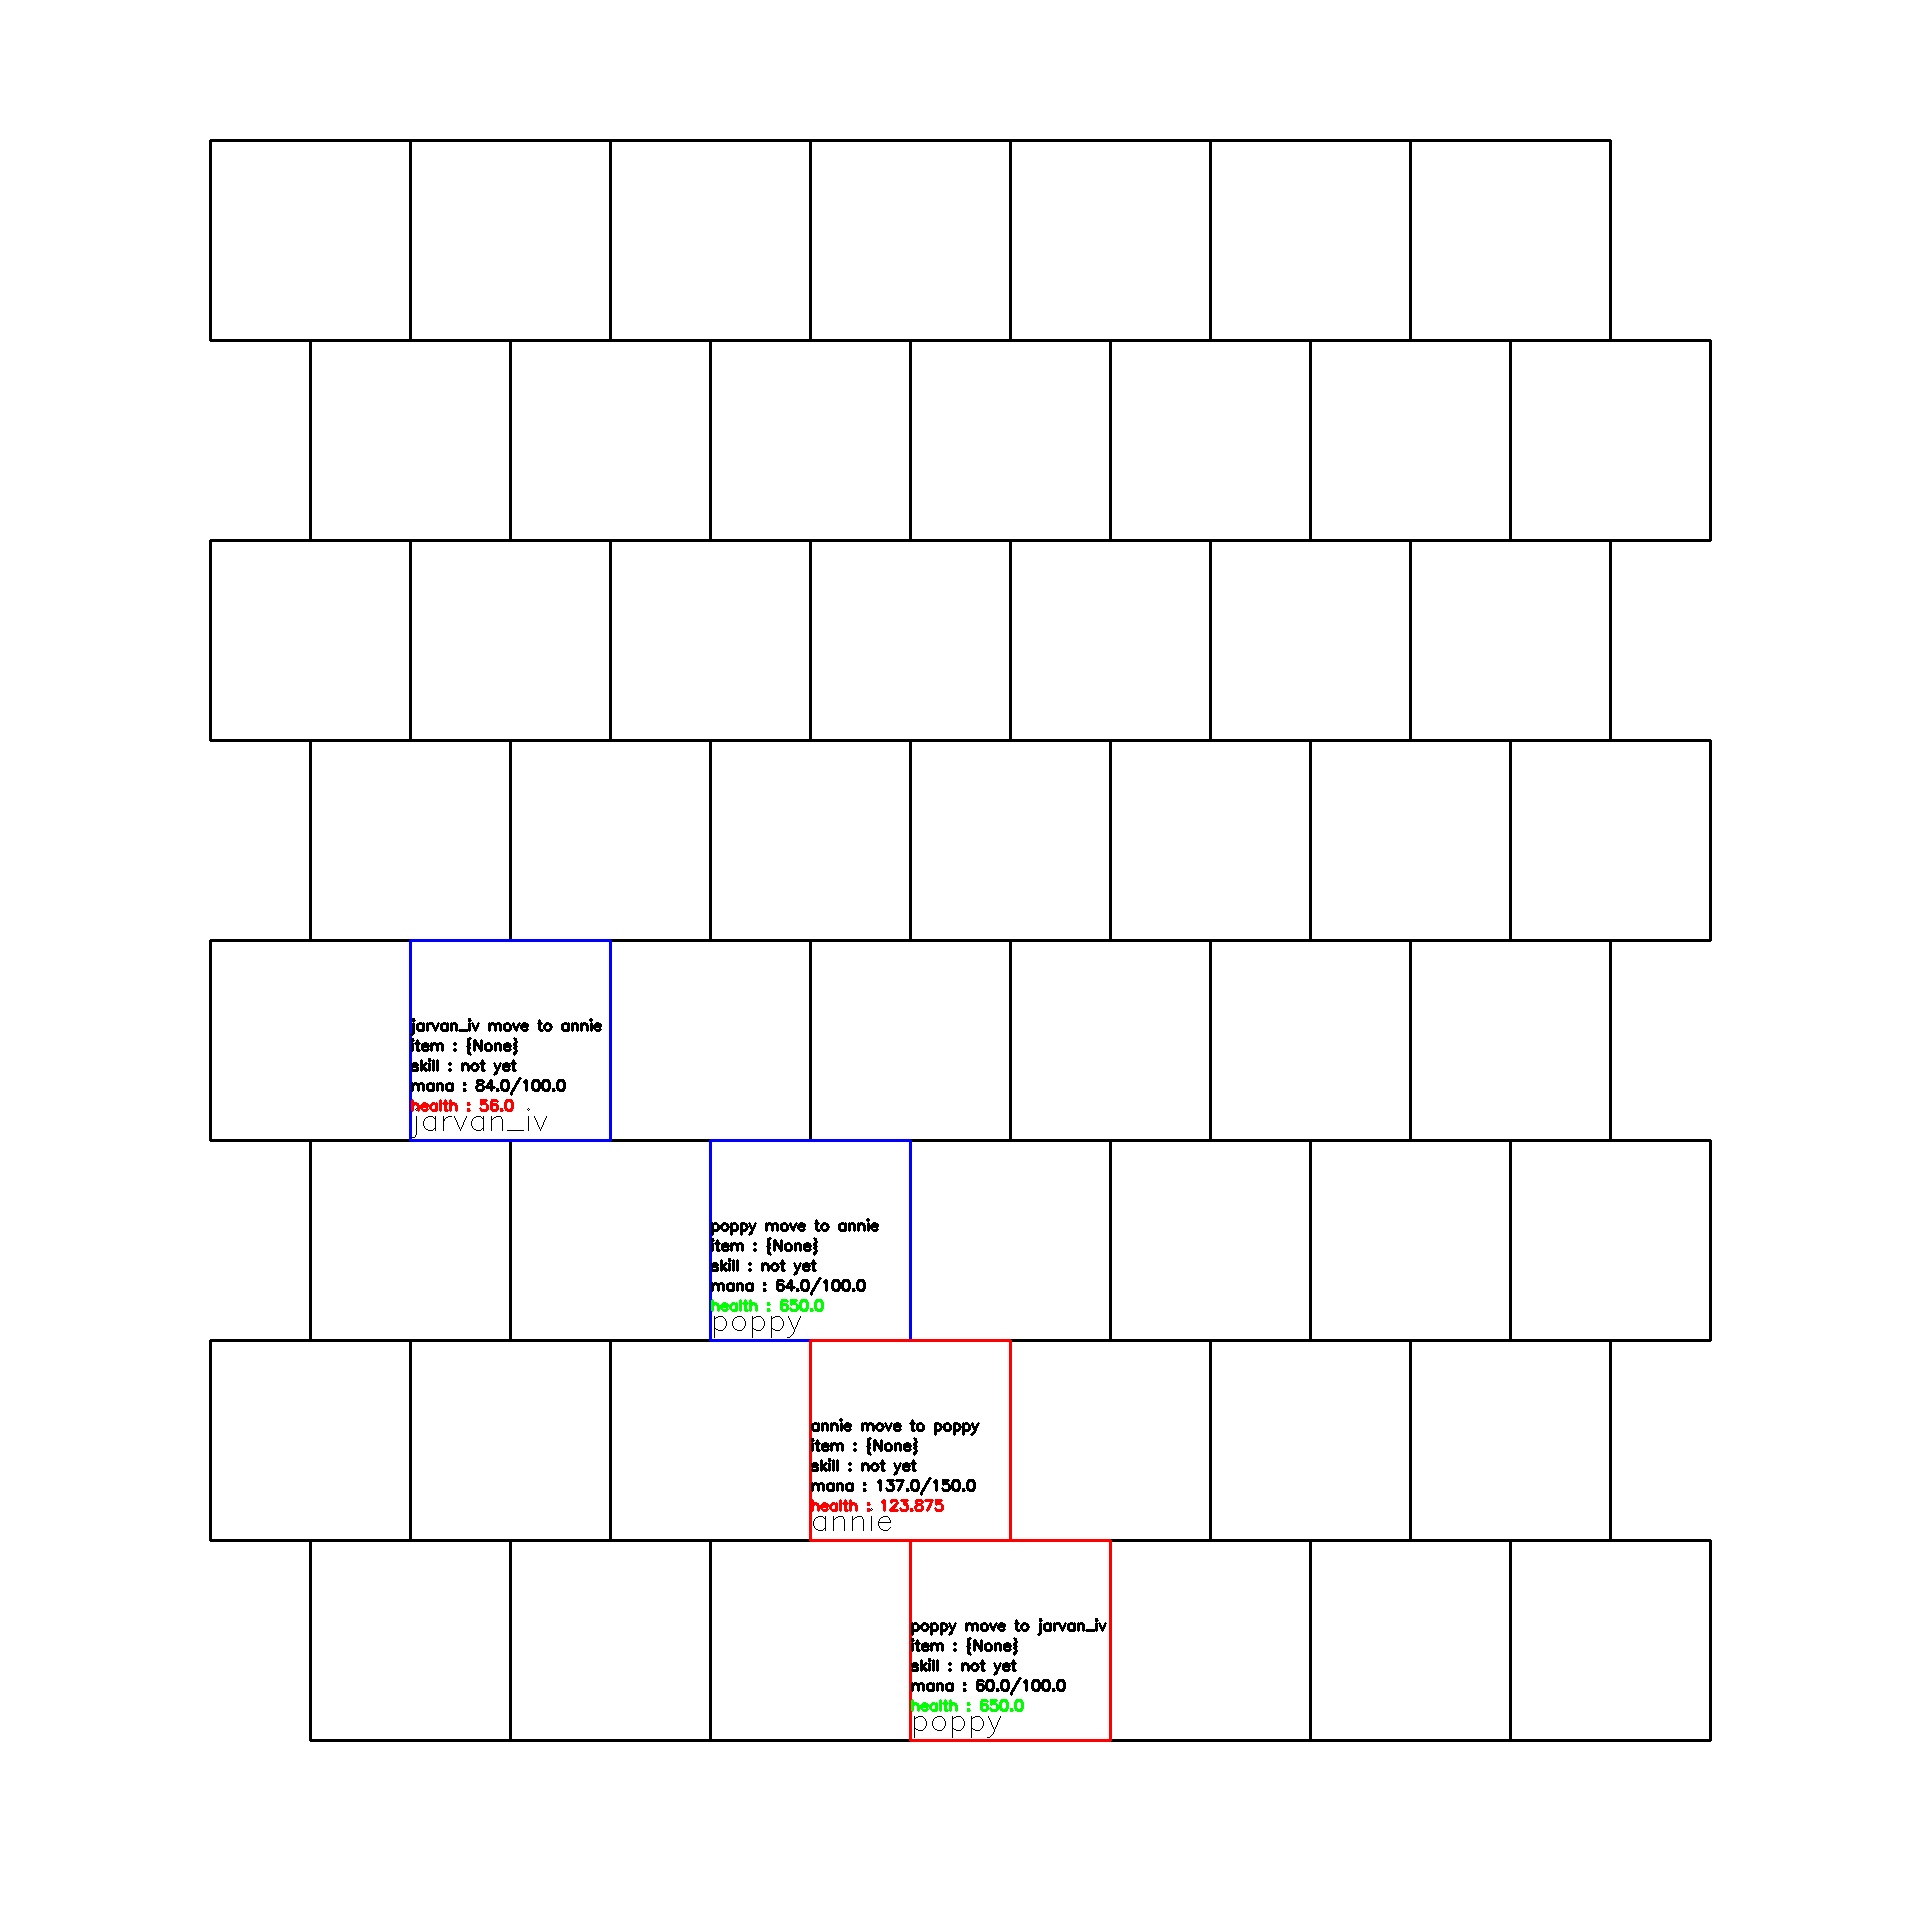 jarvan_iv move to annie
item : {None}
skill : not yet
mana : 84.0/100.0
health : 56.0
jarvan_iv
poppy move to annie
item : {None}
skill : not yet
mana : 64.0/100.0
health : 650.0
poppy
annie move to poppy
item : {None}
skill : not yet
mana : 137.0/150.0
health : 123.875
annie
poppy move to jarvan_iv
item : {None}
skill : not yet
mana : 60.0/100.0
health : 650.0
poppy